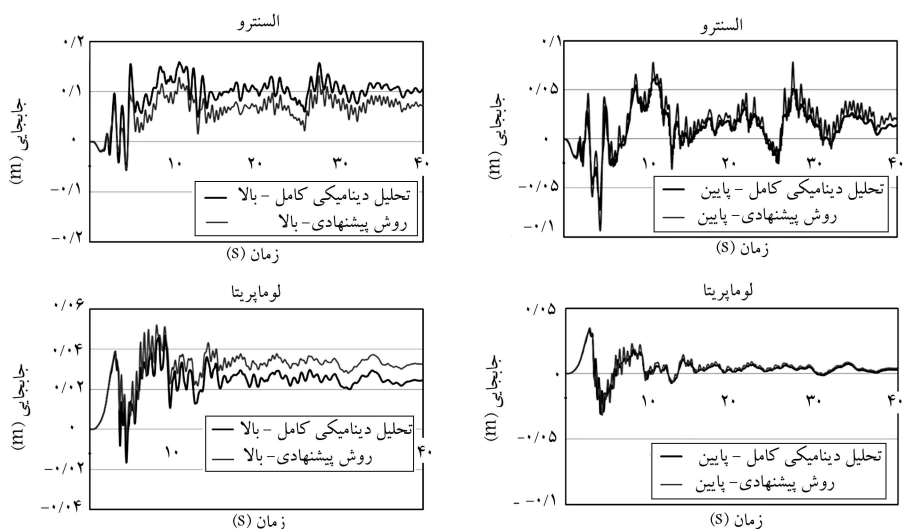 السنترو
۰/۲
۰/۱
۰
-۰/۱
-۰/۲
جابجایی (m)
۱۰
۲۰
۳۰
۴۰
تحلیل دینامیکی کامل - بالا
روش پیشنهادی- بالا
زمان (s)
السنترو
۰/۱
۰/۰۵
۰
-۰/۰۵
-۰/۱
جابجایی (m)
۱۰
۲۰
۳۰
۴۰
تحلیل دینامیکی کامل - پایین
روش پیشنهادی- پایین
زمان (s)
لوماپریتا
۰/۰۶
۰/۰۴
۰/۰۲
۰
-۰/۰۲
-۰/۰۴
جابجایی (m)
۱۰
۴۰
تحلیل دینامیکی کامل - بالا
روش پیشنهادی- بالا
زمان (s)
لوماپریتا
۰/۰۵
۰
-۰/۰۵
- -۰/۱
جابجایی (m)
۱۰
۲۰
۳۰
۴۰
تحلیل دینامیکی کامل - پایین
روش پیشنهادی- پایین
زمان (s)